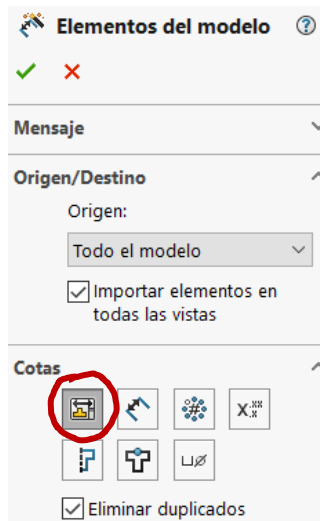 Elementos del modelo
Mensaje
Origen/Destino
Origen:
Todo el modelo
Importar elementos en
todas las vistas
Cotas
# X.XX .X
Eliminar duplicados